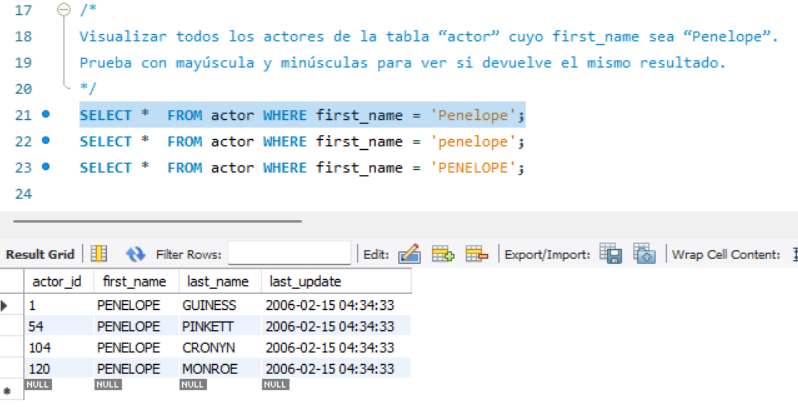 17 /*
18 Visualizar todos los actores de la tabla “actor” cuyo first_name sea “Penelope”.
19 Prueba con mayúscula y minúsculas para ver si devuelve el mismo resultado.
20 */
21 SELECT * FROM actor WHERE first_name = 'Penelope';
22 SELECT * FROM actor WHERE first_name = 'penelope';
23 SELECT * FROM actor WHERE first_name = 'PENELOPE';
24
Result Grid Filter Rows: Edit: Export/Import: Wrap Cell Content:
actor_id first_name last_name last_update
1 PENELOPE GUINESS 2006-02-15 04:34:33
54 PENELOPE PINKETT 2006-02-15 04:34:33
104 PENELOPE CRONYN 2006-02-15 04:34:33
120 PENELOPE MONROE 2006-02-15 04:34:33
NULL NULL NULL NULL